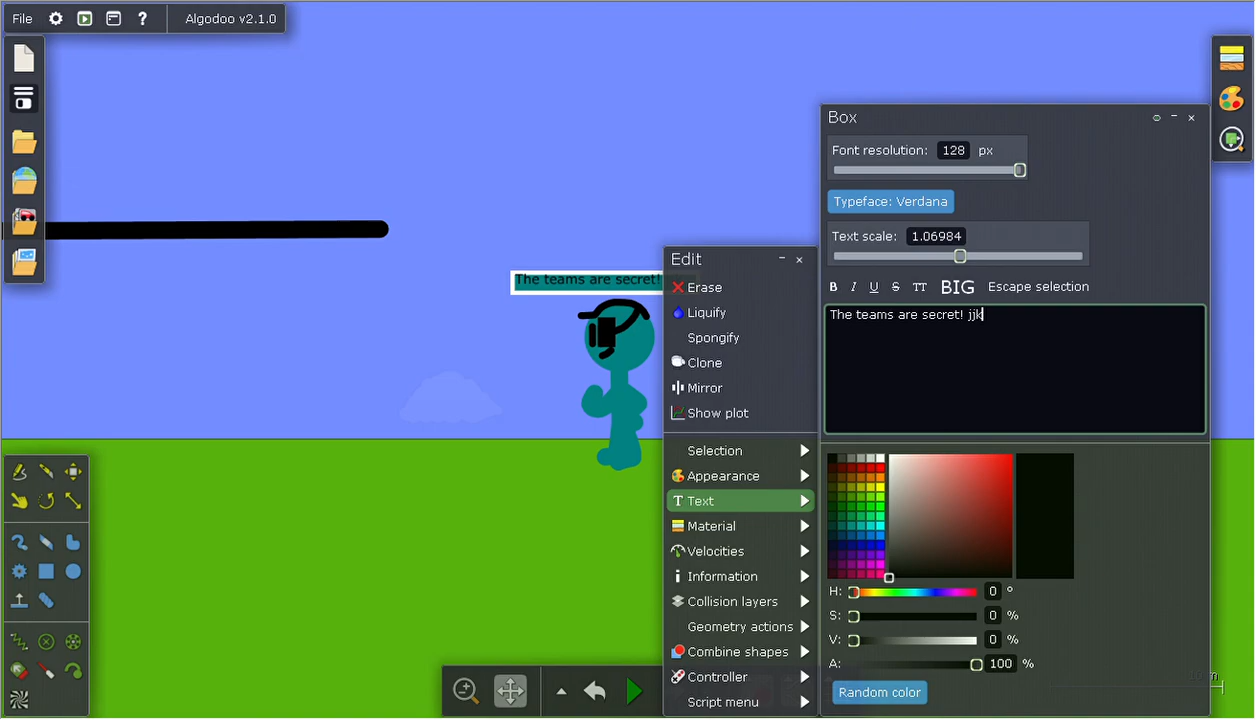 File ? Algodoo v2.1.0
Box
Font resolution: 128 px
Typeface: Verdana
Text scale: 1.06984
B I U S TT BIG Escape selection
The teams are secret! jjk
The teams are secret!
Edit
Erase
Liquify
Spongify
Clone
Mirror
Show plot
Selection
Appearance
T Text
Material
Velocities
Information
Collision layers
Geometry actions
Combine shapes
Controller
Script menu
H: 0 °
S: 0 %
V: 0 %
A: 100 %
Random color